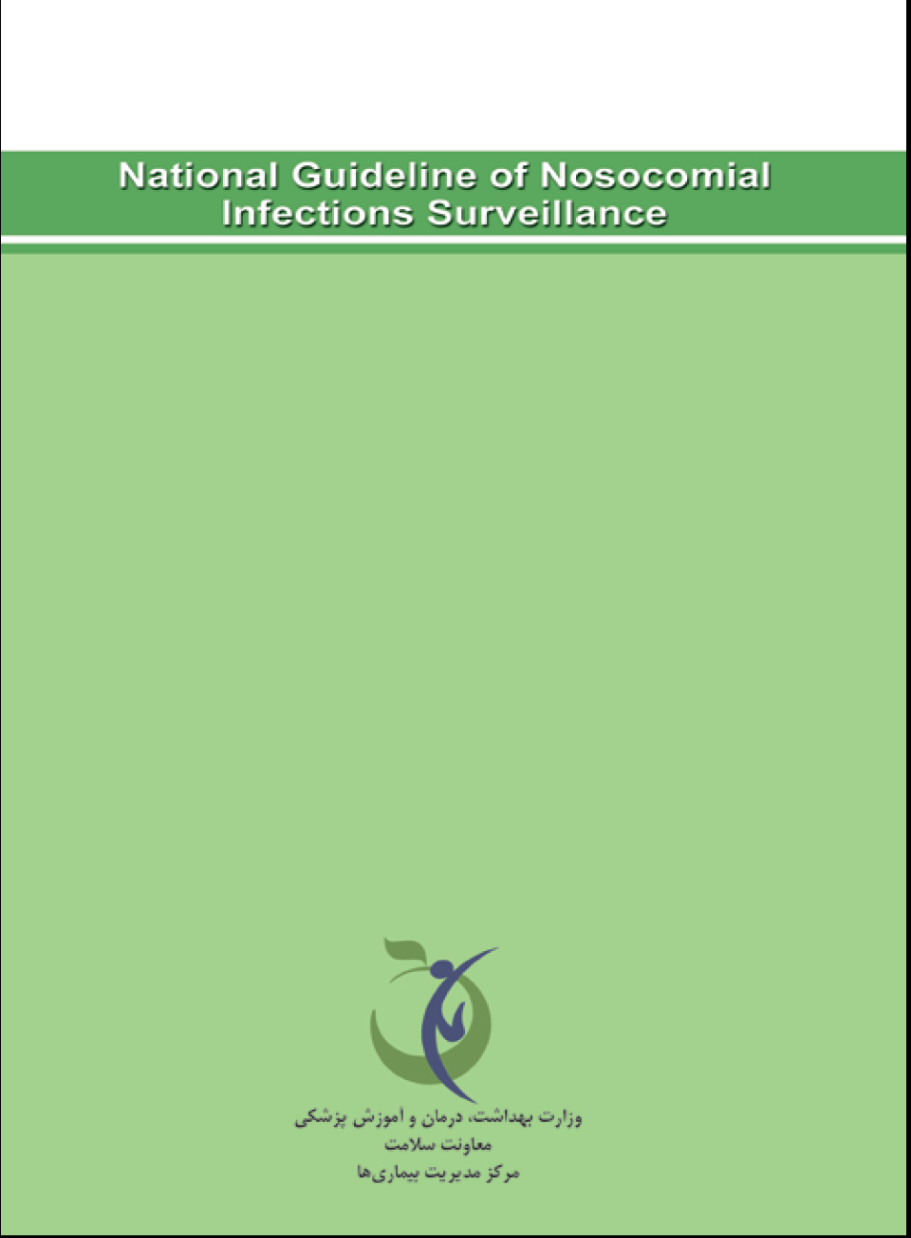 National Guideline of Nosocomial
Infections Surveillance
وزارت بهداشت، درمان و آموزش پزشکی
معاونت سلامت
مرکز مدیریت بیماری‌ها